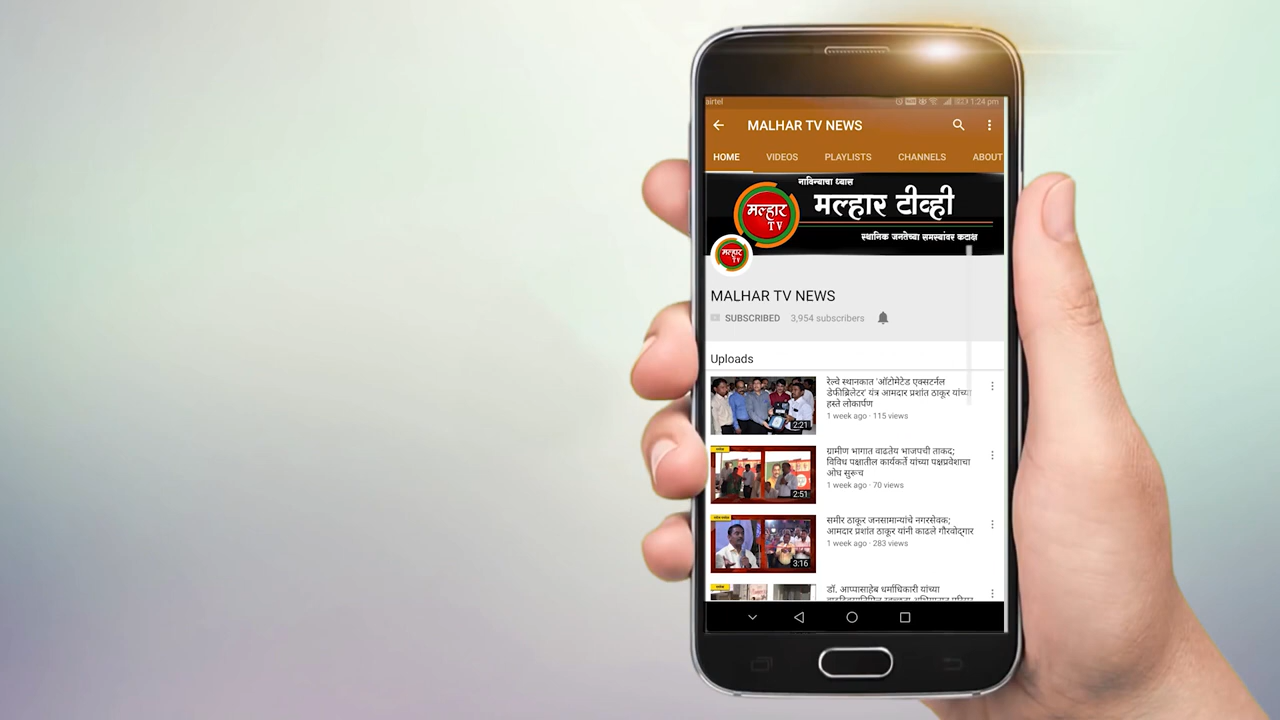 airtel 1:24 pm
MALHAR TV NEWS
HOME VIDEOS PLAYLISTS CHANNELS ABOUT
नाविन्याचा ध्यास
मल्हार टीव्ही
मल्हार
TV
स्थानिक जनतेच्या समस्यांवर कटाक्ष
मल्हार
TV
MALHAR TV NEWS
SUBSCRIBED 3,954 subscribers
Uploads
रेल्वे स्थानकात 'ऑटोमेटेड एक्सटर्नल
डेफीब्रिलेटर' यंत्र आमदार प्रशांत ठाकूर यांच्या
हस्ते लोकार्पण
1 week ago · 115 views
2:21
ग्रामीण भागात वाढतेय भाजपची ताकद;
विविध पक्षातील कार्यकर्ते यांच्या पक्षप्रवेशाचा
ओघ सुरूच
1 week ago · 70 views
2:51
समीर ठाकूर जनसामान्यांचे नगरसेवक;
आमदार प्रशांत ठाकूर यांनी काढले गौरवोद्गार
1 week ago · 283 views
3:16
डॉ. आप्पासाहेब धर्माधिकारी यांच्या